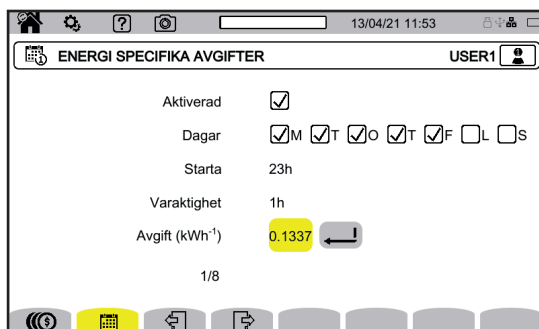 13/04/21 11:53
ENERGI SPECIFIKA AVGIFTER USER1
Aktiverad
Dagar M T O T F L S
Starta 23h
Varaktighet 1h
Avgift (kWh-1) 0.1337
1/8